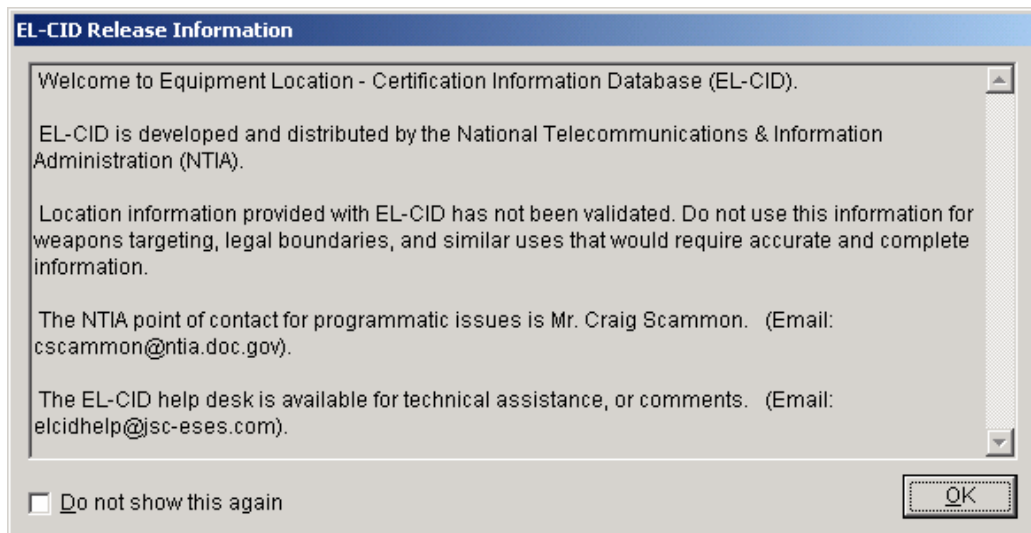 EL-CID Release Information
Welcome to Equipment Location - Certification Information Database (EL-CID).
EL-CID is developed and distributed by the National Telecommunications & Information
Administration (NTIA).
Location information provided with EL-CID has not been validated. Do not use this information for
weapons targeting, legal boundaries, and similar uses that would require accurate and complete
information.
The NTIA point of contact for programmatic issues is Mr. Craig Scammon. (Email:
cscammon@ntia.doc.gov).
The EL-CID help desk is available for technical assistance, or comments. (Email:
elcidhelp@jsc-eses.com).
Do not show this again
OK